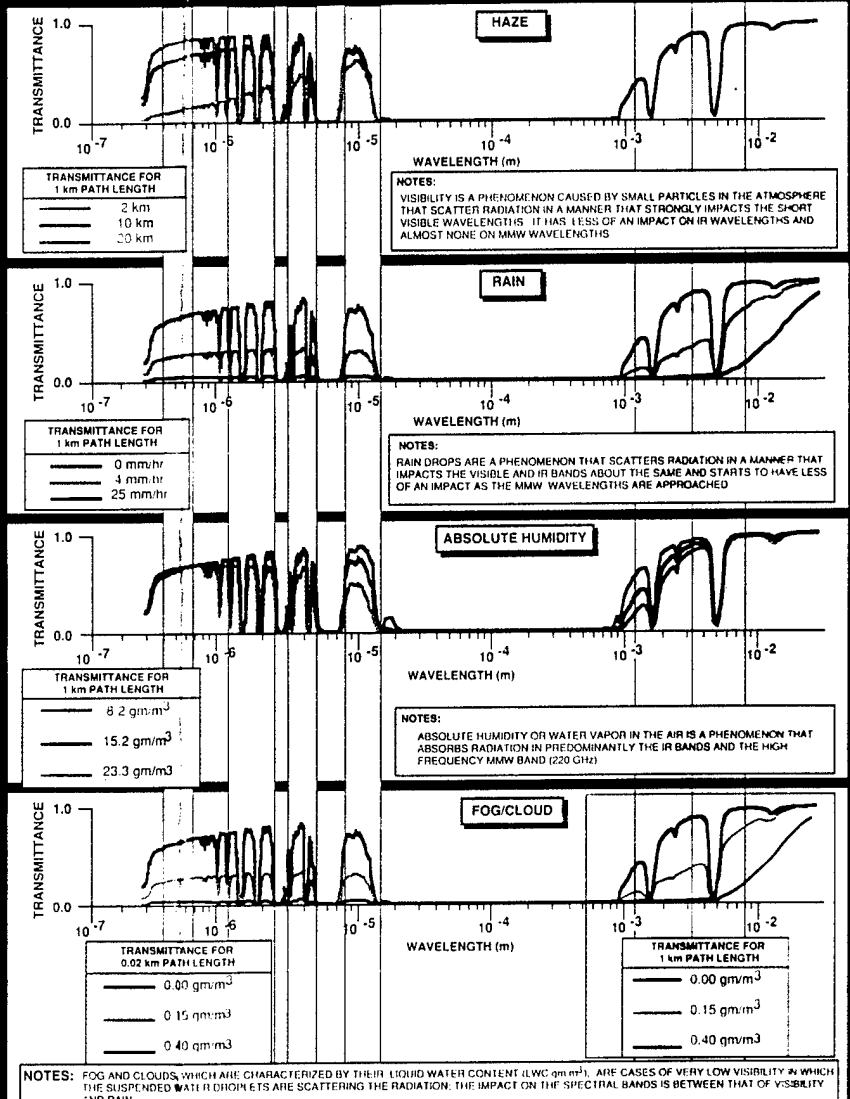 HAZE
TRANSMITTANCE
1.0
0.0
10-7
10-6
10-5
10-4
10-3
10-2
WAVELENGTH (m)
TRANSMITTANCE FOR
1 km PATH LENGTH
2 km
10 km
20 km
NOTES:
VISIBILITY IS A PHENOMENON CAUSED BY SMALL PARTICLES IN THE ATMOSPHERE
THAT SCATTER RADIATION IN A MANNER THAT STRONGLY IMPACTS THE SHORT
VISIBLE WAVELENGTHS IT HAS LESS OF AN IMPACT ON IR WAVELENGTHS AND
ALMOST NONE ON MMW WAVELENGTHS
RAIN
TRANSMITTANCE
1.0
0.0
10-7
10-6
10-5
10-4
10-3
10-2
WAVELENGTH (m)
TRANSMITTANCE FOR
1 km PATH LENGTH
0 mm/hr
4 mm/hr
25 mm/hr
NOTES:
RAIN DROPS ARE A PHENOMENON THAT SCATTERS RADIATION IN A MANNER THAT
IMPACTS THE VISIBLE AND IR BANDS ABOUT THE SAME AND STARTS TO HAVE LESS
OF AN IMPACT AS THE MMW WAVELENGTHS ARE APPROACHED
ABSOLUTE HUMIDITY
TRANSMITTANCE
1.0
0.0
10-7
10-6
10-5
10-4
10-3
10-2
WAVELENGTH (m)
TRANSMITTANCE FOR
1 km PATH LENGTH
gm/m3
15.2 gm/m3
23.3 gm/m3
NOTES:
ABSOLUTE HUMIDITY OR WATER VAPOR IN THE AIR IS A PHENOMENON THAT
ABSORBS RADIATION IN PREDOMINANTLY THE IR BANDS AND THE HIGH
FREQUENCY MMW BAND (220 GHz)
FOG/CLOUD
TRANSMITTANCE
1.0
0.0
10-7
10-6
10-5
10-4
10-3
10-2
WAVELENGTH (m)
TRANSMITTANCE FOR
0.02 km PATH LENGTH
0.00 gm/m3
0.15 gm/m3
0.40 gm/m3
TRANSMITTANCE FOR
1 km PATH LENGTH
0.00 gm/m3
0.15 gm/m3
0.40 gm/m3
NOTES: FOG AND CLOUDS, WHICH ARE CHARACTERIZED BY THEIR LIQUID WATER CONTENT (LWC gm/m3), ARE CASES OF VERY LOW VISIBILITY IN WHICH
THE SUSPENDED WATER DROPLETS ARE SCATTERING THE RADIATION; THE IMPACT ON THE SPECTRAL BANDS IS BETWEEN THAT OF VISIBILITY
AND RAIN